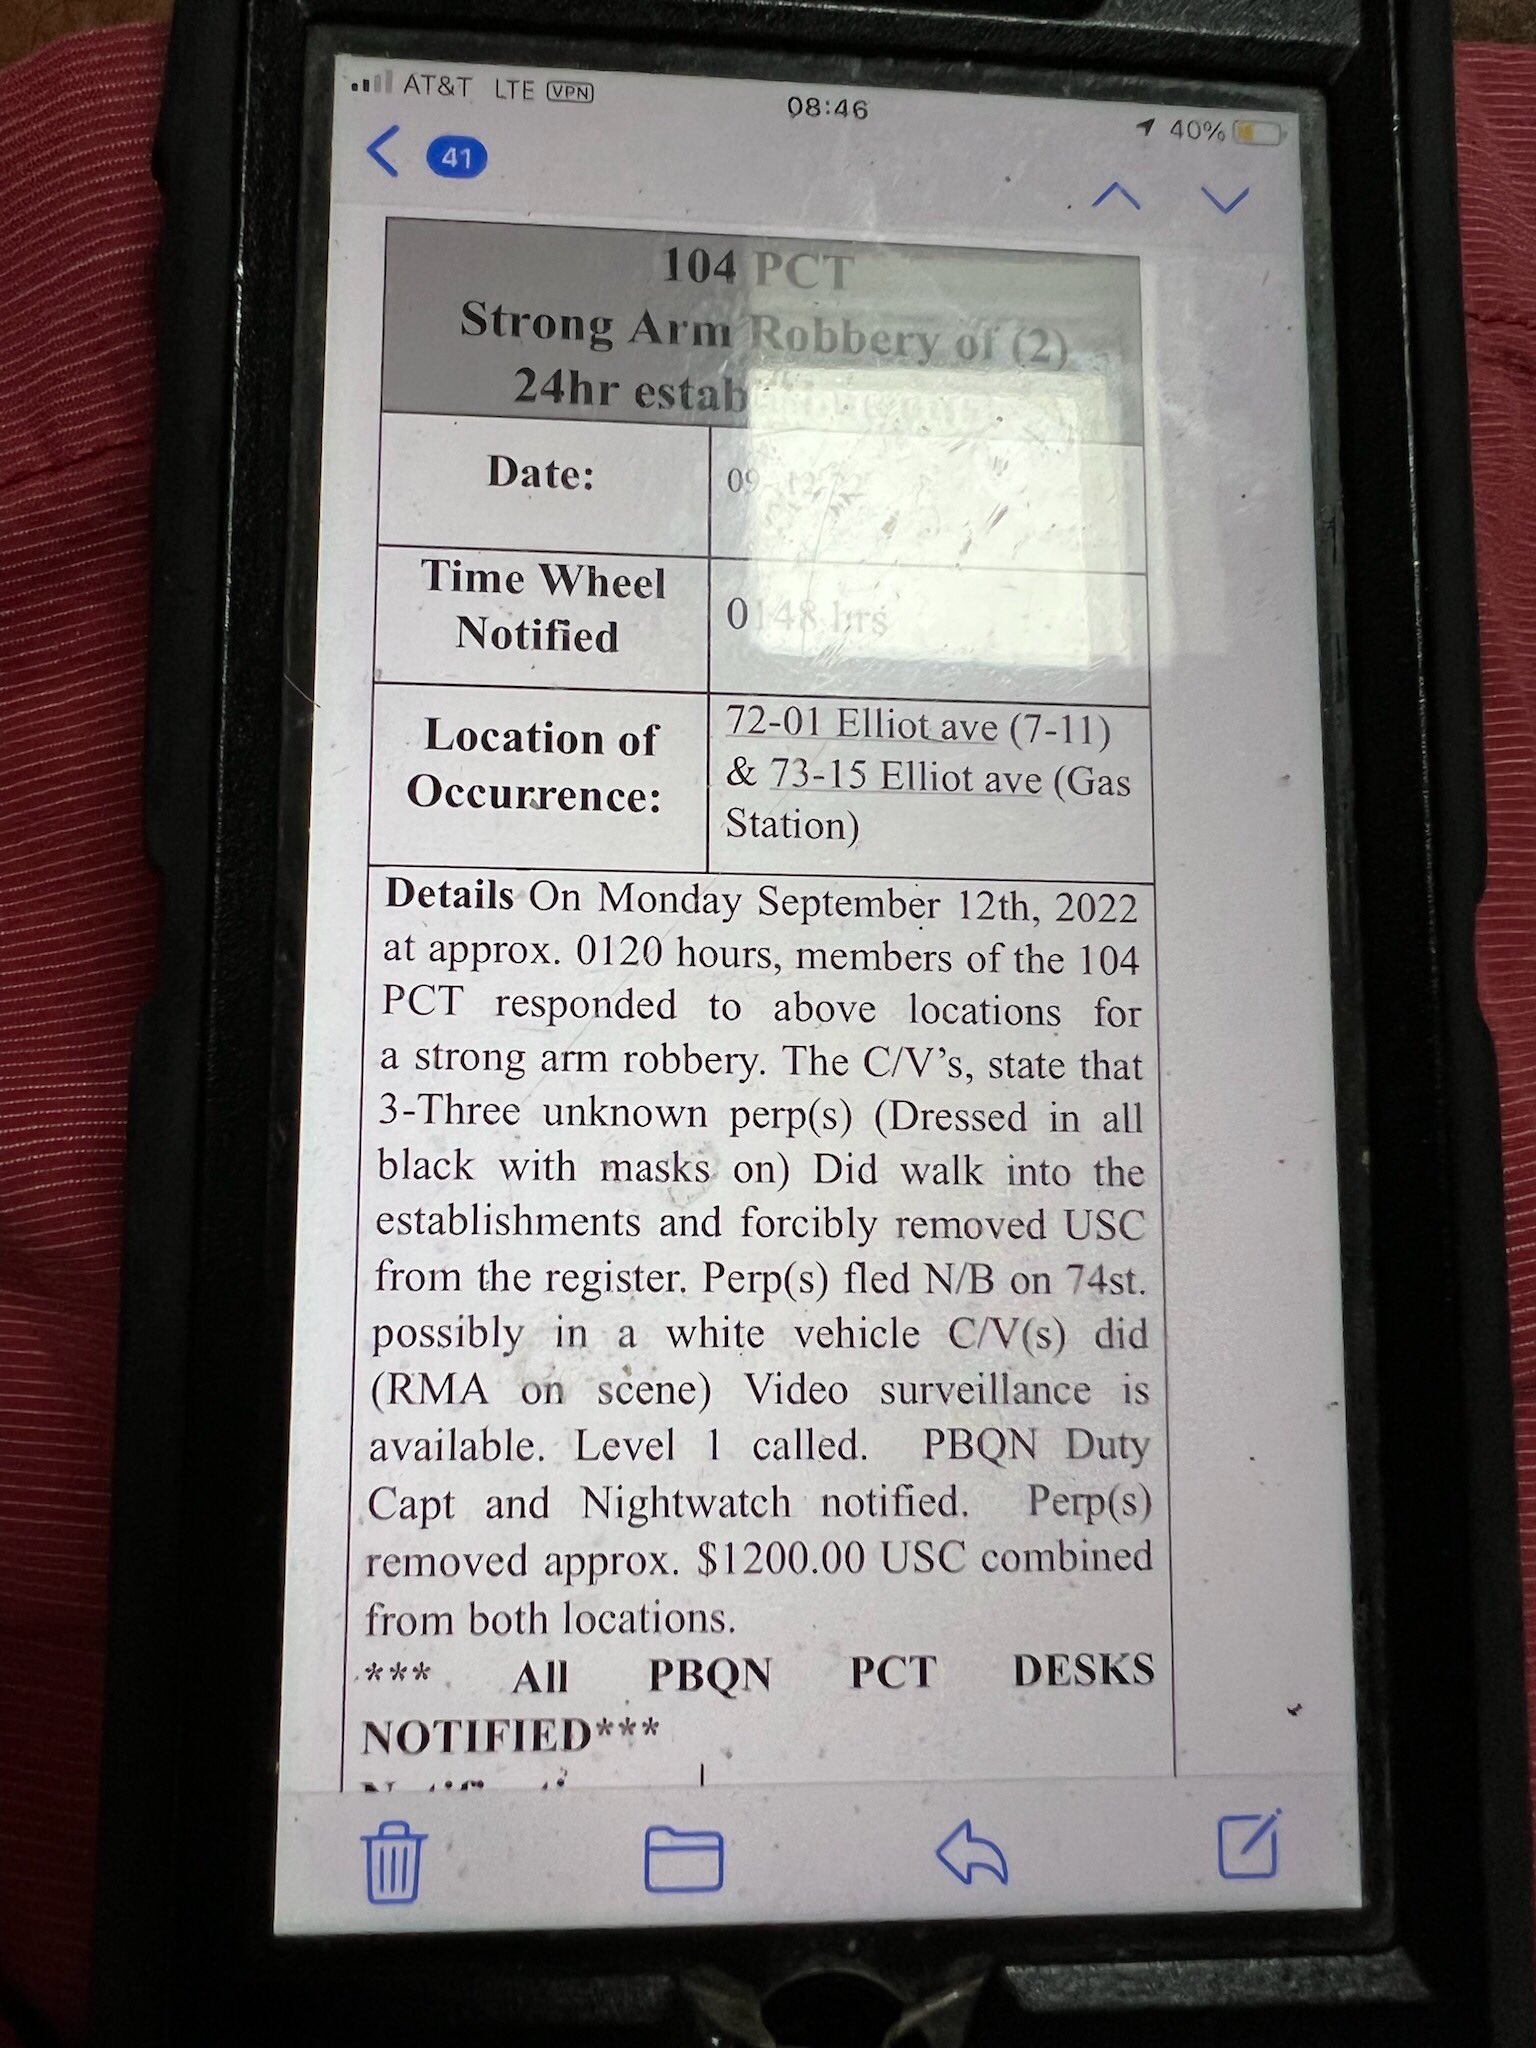 AT&T LTE VPN
08:46
40%
41
104 PCT
Strong Arm Robbery of (2)
24hr
Date:
09
Time Wheel
Notified
0148 hrs
Location of
Occurrence:
72-01 Elliot ave (7-11)
& 73-15 Elliot ave (Gas
Station)
Details On Monday September 12th, 2022
at approx. 0120 hours, members of the 104
PCT responded to above locations for
a strong arm robbery. The C/V's, state that
3-Three unknown perp(s) (Dressed in all
black with masks on) Did walk into the
establishments and forcibly removed USC
from the register. Perp(s) fled N/B on 74st.
possibly in a white vehicle C/V(s) did
(RMA on scene) Video surveillance is
available. Level 1 called. PBQN Duty
Capt and Nightwatch notified. Perp(s)
removed approx. $1200.00 USC combined
from both locations.
*** All PBQN PCT DESKS
NOTIFIED***